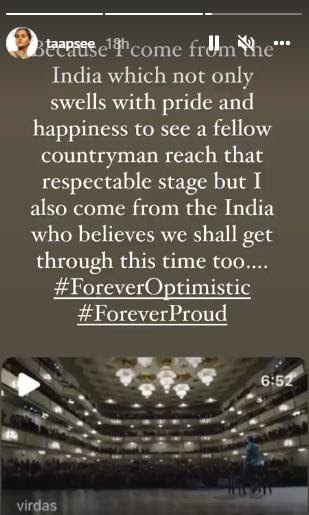 taapsee 18h
Because I come from the
India which not only
swells with pride and
happiness to see a fellow
countryman reach that
respectable stage but I
also come from the India
who believes we shall get
through this time too....
#ForeverOptimistic
#ForeverProud
6:52
virdas